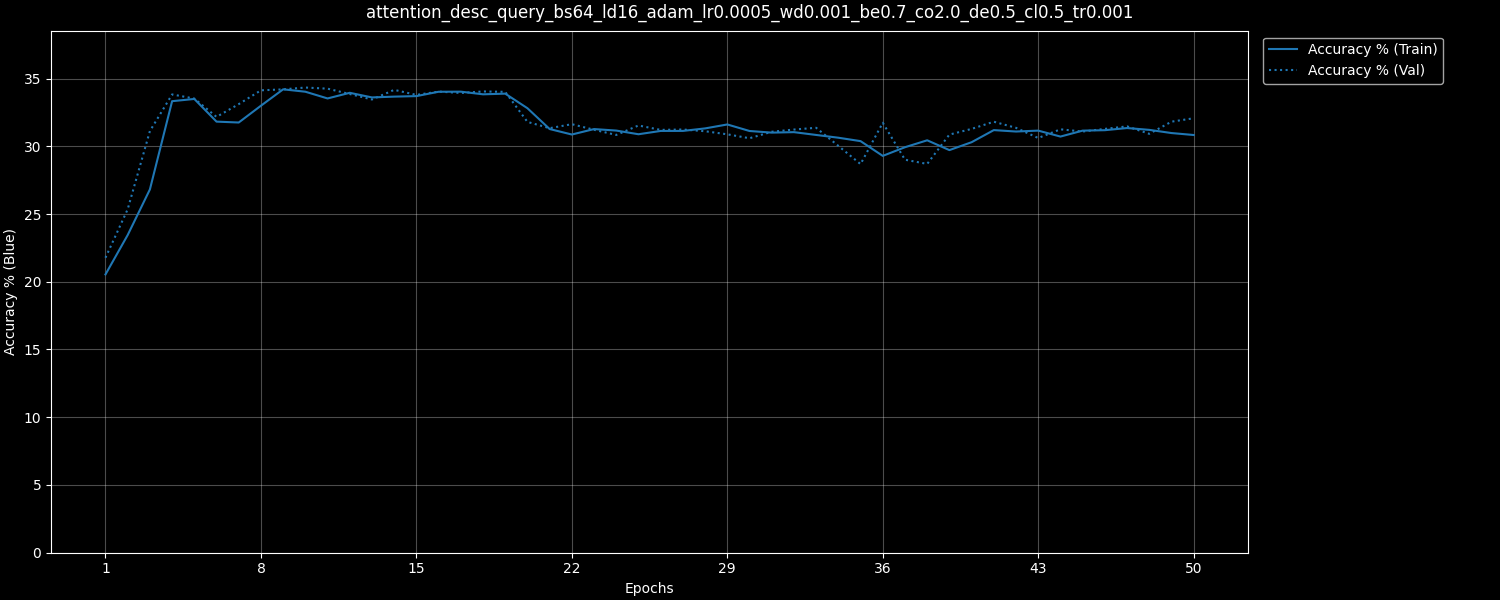 attention_desc_query_bs64_ld16_adam_lr0.0005_wd0.001_be0.7_co2.0_de0.5_cl0.5_tr0.001
Accuracy % (Train)
Accuracy % (Val)
Accuracy % (Blue)
35
30
25
20
15
10
5
0
1 8 15 22 29 36 43 50
Epochs